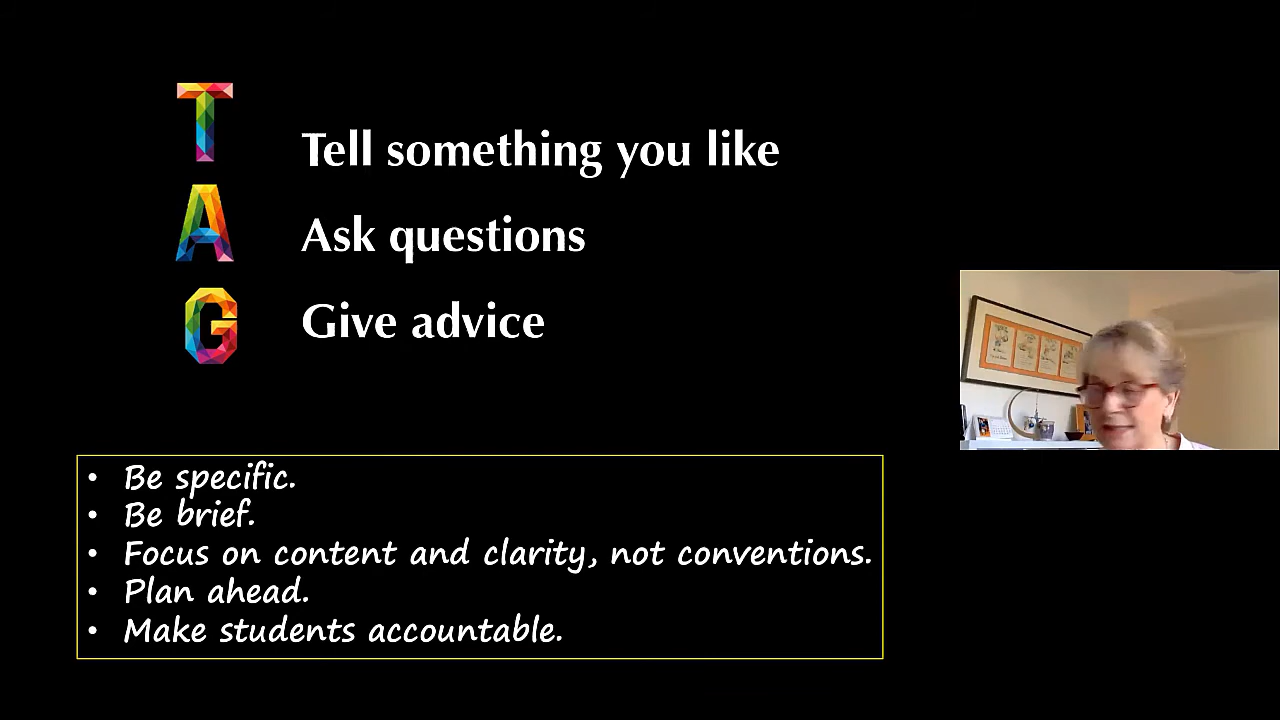 T Tell something you like
A Ask questions
G Give advice
• Be specific.
• Be brief.
• Focus on content and clarity, not conventions.
• Plan ahead.
• Make students accountable.